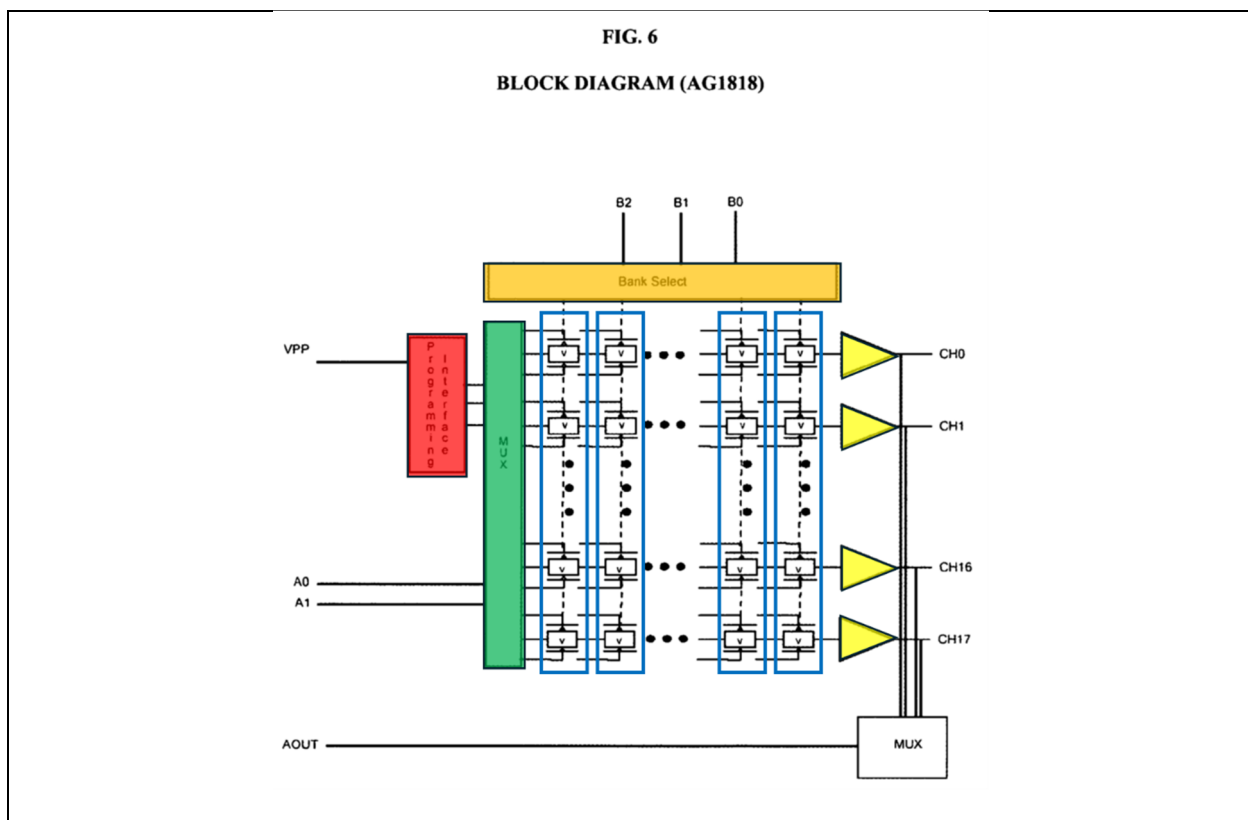 FIG. 6
BLOCK DIAGRAM (AG1818)
B2 B1 B0
Bank Select
VPP
Programming
Interface
MUX
V V V V
CH0
V V V V
CH1
V V V V
CH16
V V V V
CH17
A0
A1
AOUT
MUX